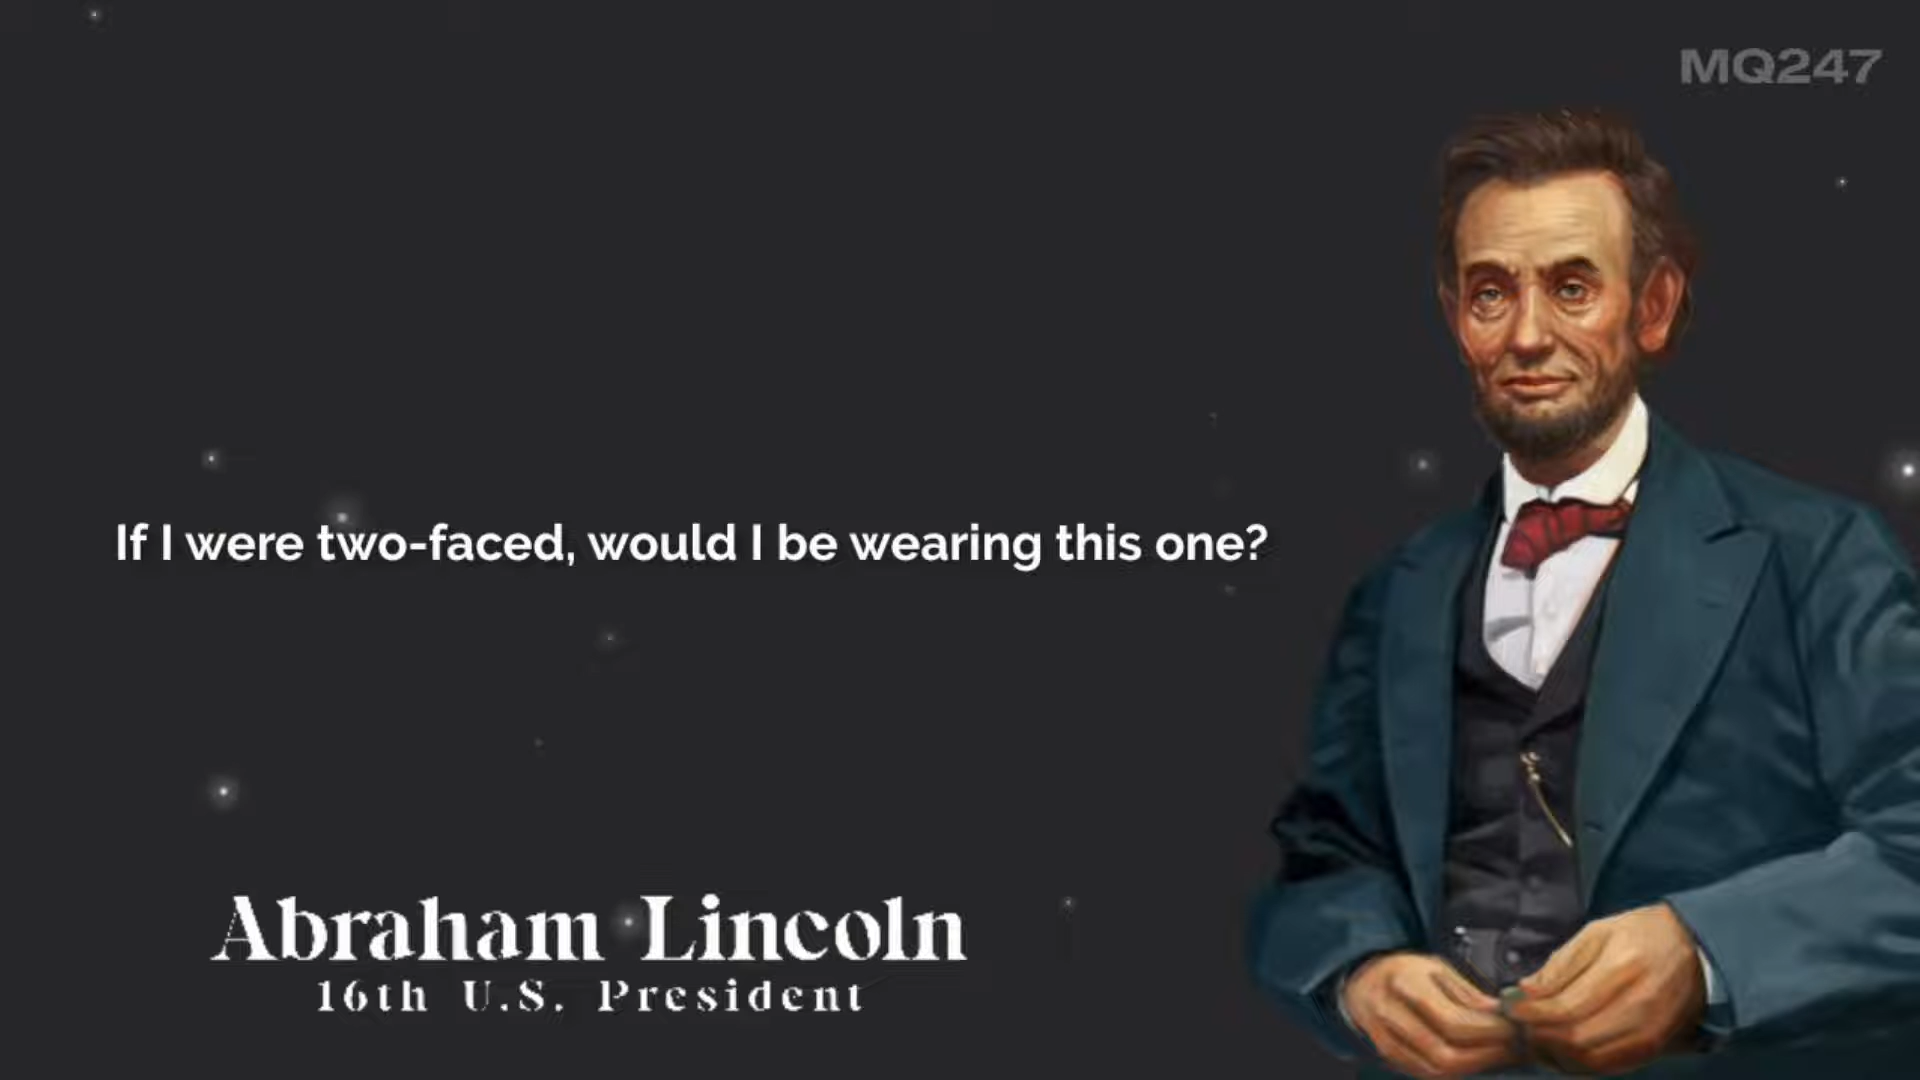 MQ247
If I were two-faced, would I be wearing this one?
Abraham Lincoln
16th U.S. President